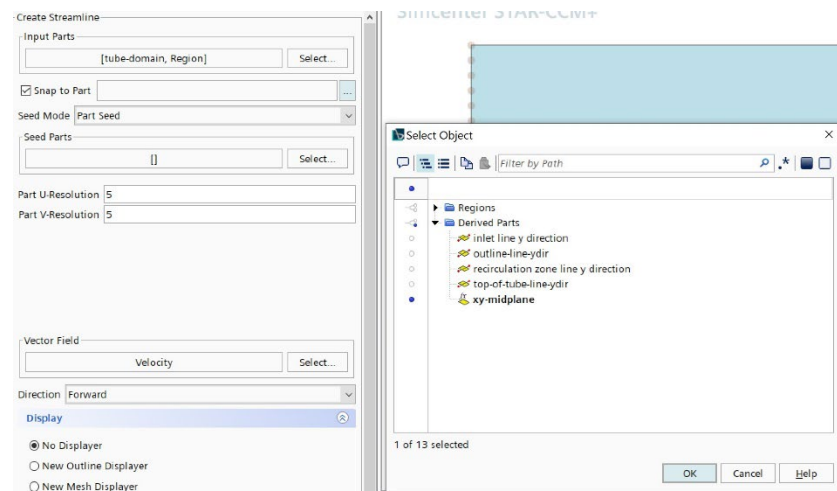 Simcenter STAR-CCM+
Create Streamline
Input Parts
[tube-domain, Region]
Select...
Snap to Part
...
Seed Mode Part Seed
Seed Parts
[]
Select...
Part U-Resolution 5
Part V-Resolution 5
Vector Field
Velocity
Select...
Direction Forward
Display
No Displayer
New Outline Displayer
New Mesh Displayer
Select Object
Filter by Path
Regions
Derived Parts
inlet line y direction
outline-line-ydir
recirculation zone line y direction
top-of-tube-line-ydir
xy-midplane
1 of 13 selected
OK
Cancel
Help